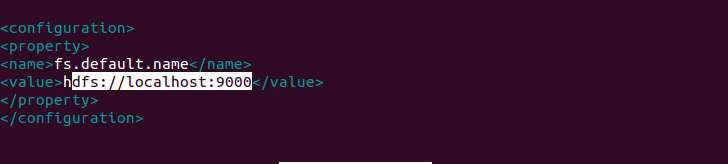 <configuration>
<property>
<name>fs.default.name</name>
<value>hdfs://localhost:9000</value>
</property>
</configuration>